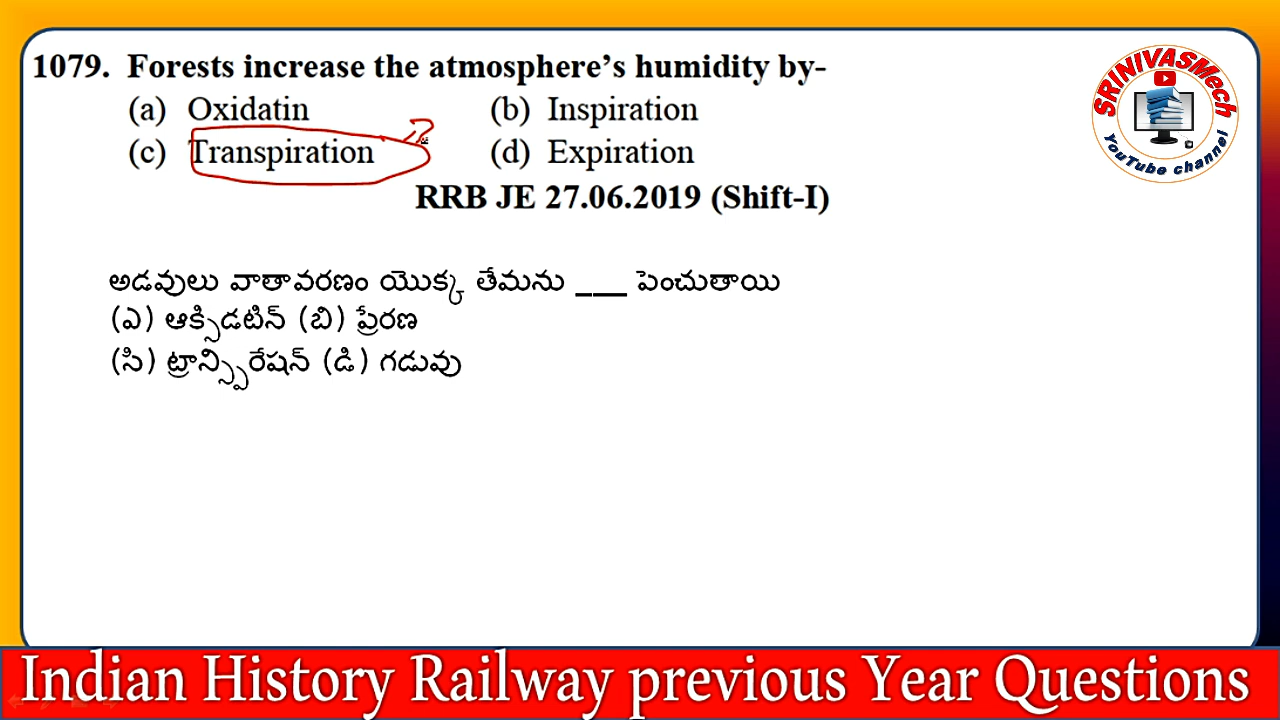 1079. Forests increase the atmosphere's humidity by-
(a) Oxidatin (b) Inspiration
(c) Transpiration (d) Expiration
RRB JE 27.06.2019 (Shift-I)
SRINIVASMech
YouTube channel
అడవులు వాతావరణం యొక్క తేమను ___ పెంచుతాయి
(ఎ) ఆక్సిడటిన్ (బి) ప్రేరణ
(సి) ట్రాన్స్పిరేషన్ (డి) గడువు
Indian History Railway previous Year Questions